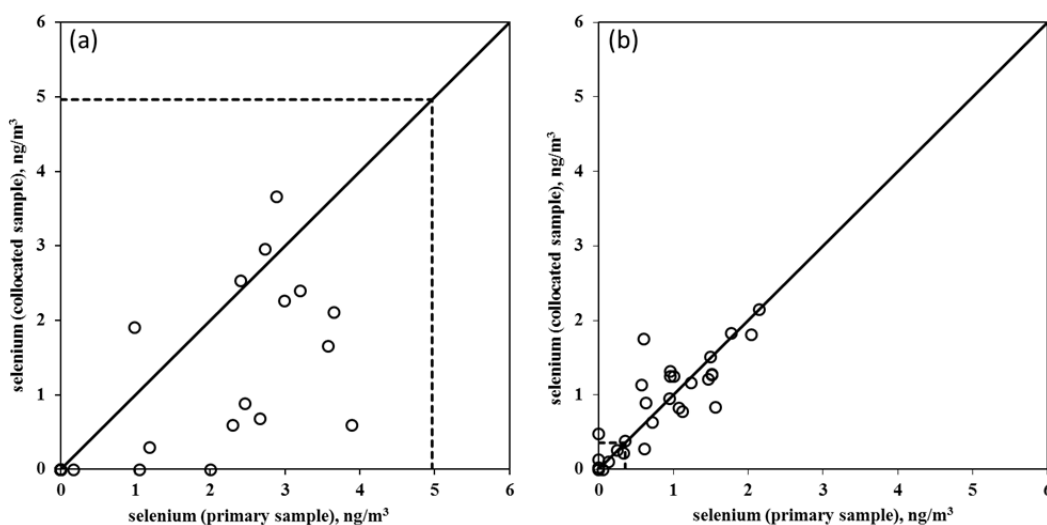 (a)
6
5
4
3
2
1
0
selenium (collocated sample), ng/m³
0 1 2 3 4 5 6
selenium (primary sample), ng/m³
(b)
6
5
4
3
2
1
0
selenium (collocated sample), ng/m³
0 1 2 3 4 5 6
selenium (primary sample), ng/m³